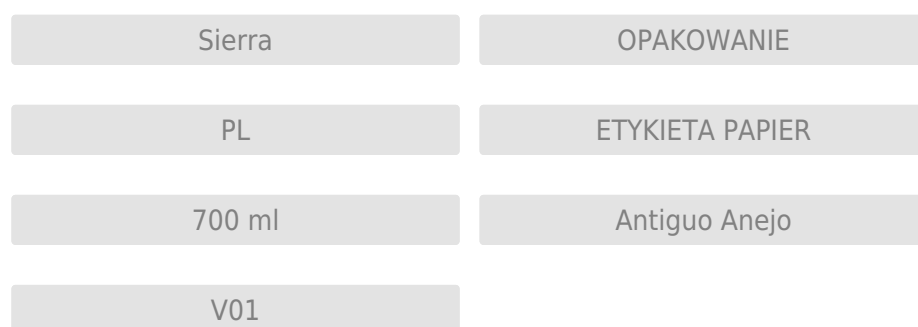 Sierra
OPAKOWANIE
PL
ETYKIETA PAPIER
700 ml
Antiguo Anejo
V01